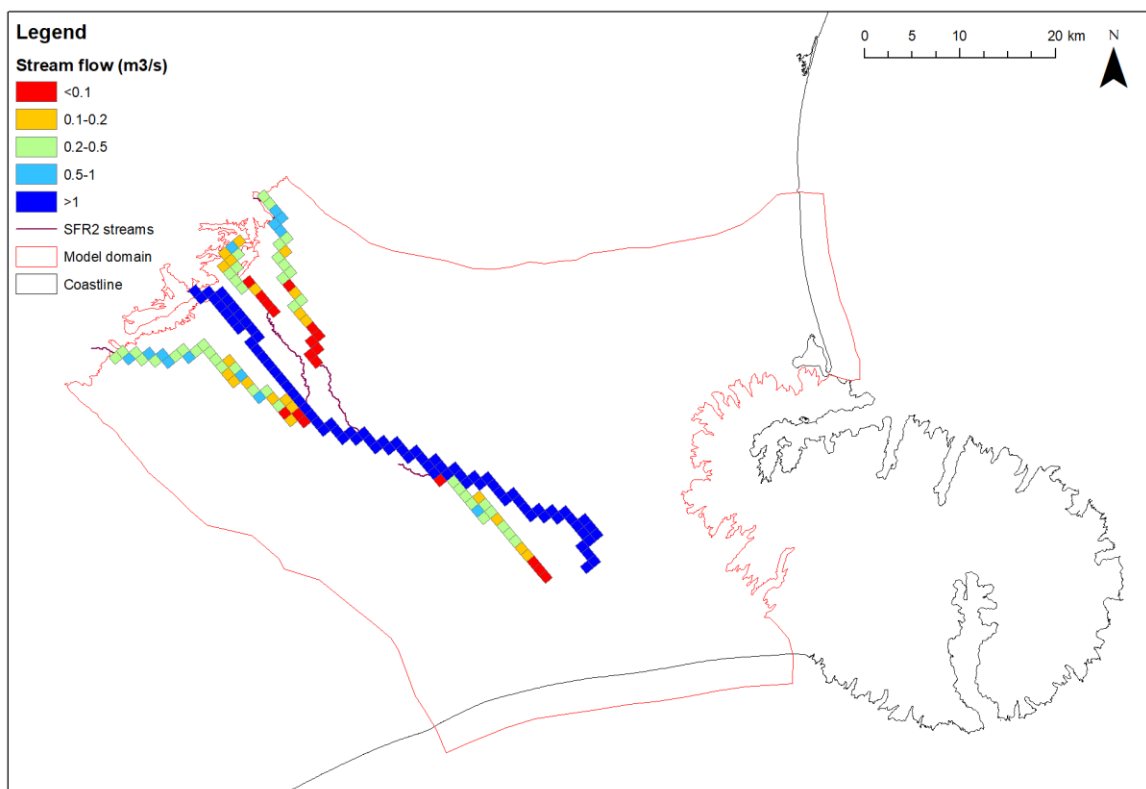 Legend
Stream flow (m3/s)
<0.1
0.1-0.2
0.2-0.5
0.5-1
>1
SFR2 streams
Model domain
Coastline
0 5 10 20 km
N